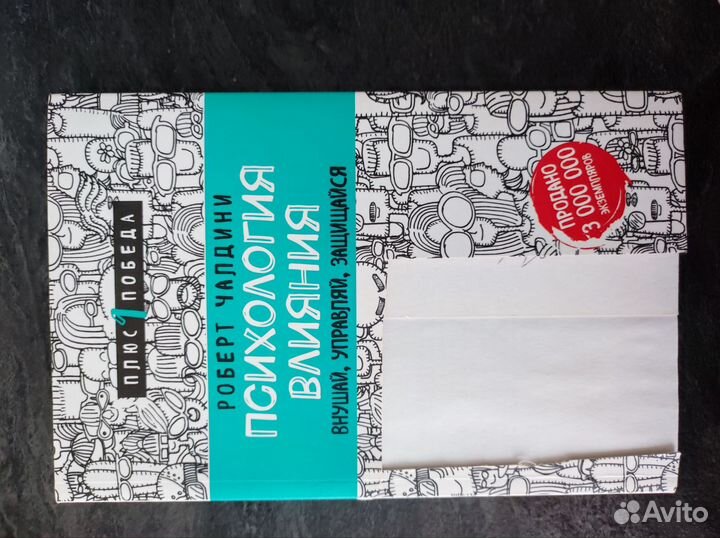 ПЛЮС 1 ПОБЕДА
РОБЕРТ ЧАЛДИНИ
ПСИХОЛОГИЯ
ВЛИЯНИЯ
ВНУШАЙ, УПРАВЛЯЙ, ЗАЩИЩАЙСЯ
ПРОДАНО
3 000 000
ЭКЗЕМПЛЯРОВ
Avito